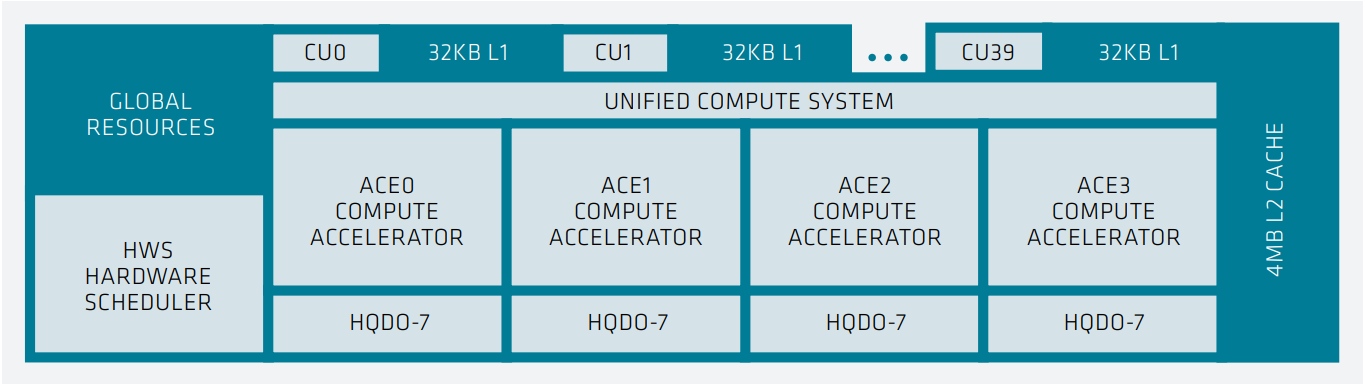 CU0
32KB L1
CU1
32KB L1
...
CU39
32KB L1
GLOBAL
RESOURCES
UNIFIED COMPUTE SYSTEM
ACE0
COMPUTE
ACCELERATOR
ACE1
COMPUTE
ACCELERATOR
ACE2
COMPUTE
ACCELERATOR
ACE3
COMPUTE
ACCELERATOR
4MB L2 CACHE
HWS
HARDWARE
SCHEDULER
HQDO-7
HQDO-7
HQDO-7
HQDO-7